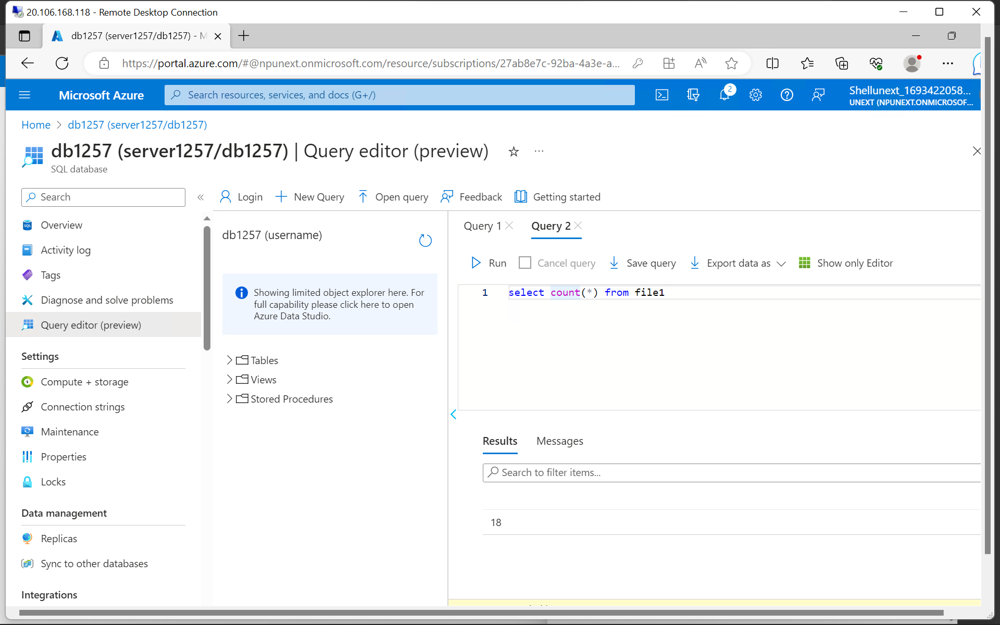 20.106.168.118 - Remote Desktop Connection
db1257 (server1257/db1257) - M
https://portal.azure.com/#@npunext.onmicrosoft.com/resource/subscriptions/27ab8e7c-92ba-4a3e-a...
Microsoft Azure
Search resources, services, and docs (G+/)
2
Shellunext_1693422058...
UNEXT (NPUNEXT.ONMICROSOF...
Home > db1257 (server1257/db1257)
db1257 (server1257/db1257) | Query editor (preview)
SQL database
Search
Login
New Query
Open query
Feedback
Getting started
Overview
Activity log
Tags
Diagnose and solve problems
Query editor (preview)
Settings
Compute + storage
Connection strings
Maintenance
Properties
Locks
Data management
Replicas
Sync to other databases
Integrations
db1257 (username)
Showing limited object explorer here. For
full capability please click here to open
Azure Data Studio.
Tables
Views
Stored Procedures
Query 1
Query 2
Run
Cancel query
Save query
Export data as
Show only Editor
1 select count(*) from file1
Results
Messages
Search to filter items...
18